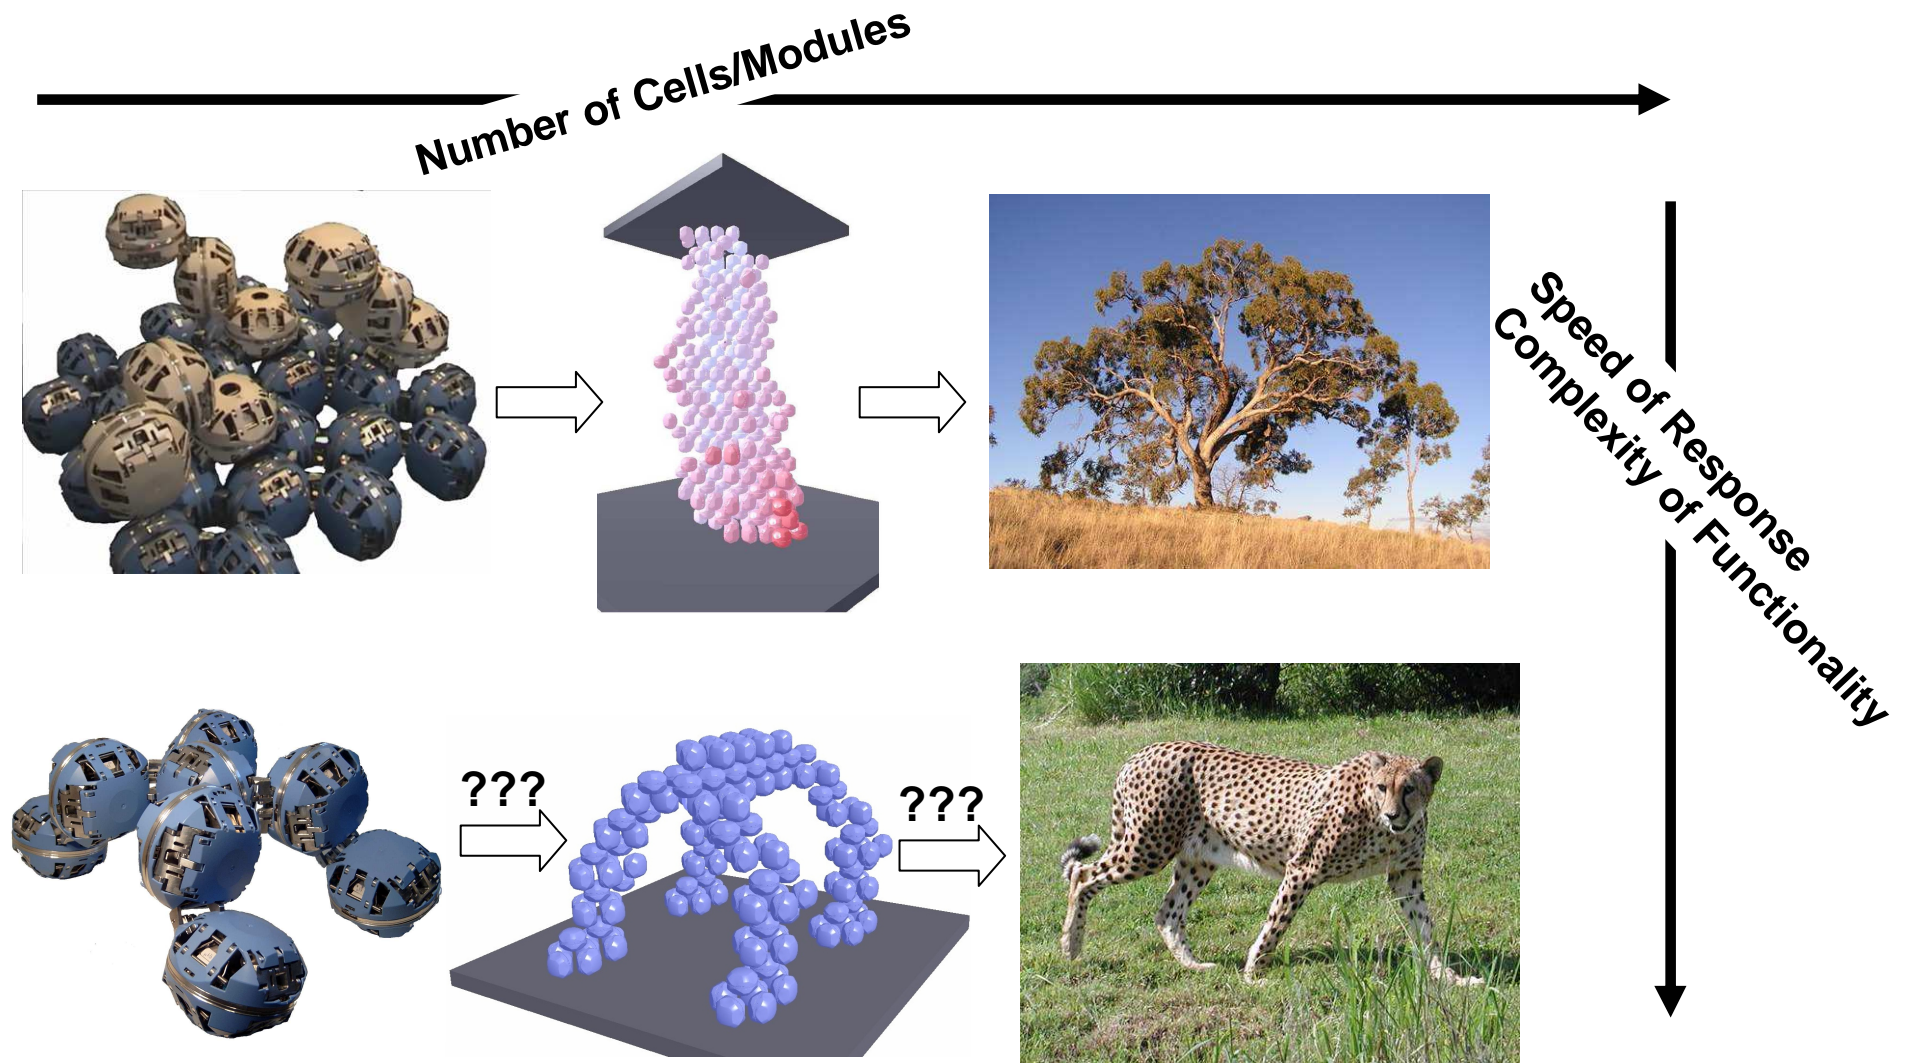 Number of Cells/Modules
Speed of Response
Complexity of Functionality
???
???